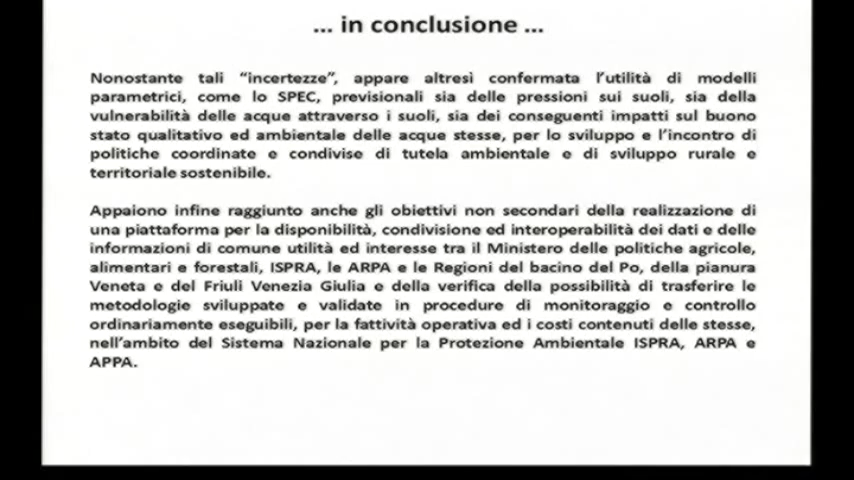 ... in conclusione ...
Nonostante tali “incertezze”, appare altresì confermata l’utilità di modelli
parametrici, come lo SPEC, previsionali sia delle pressioni sui suoli, sia della
vulnerabilità delle acque attraverso i suoli, sia dei conseguenti impatti sul buono
stato qualitativo ed ambientale delle acque stesse, per lo sviluppo e l’incontro di
politiche coordinate e condivise di tutela ambientale e di sviluppo rurale e
territoriale sostenibile.
Appaiono infine raggiunto anche gli obiettivi non secondari della realizzazione di
una piattaforma per la disponibilità, condivisione ed interoperabilità dei dati e delle
informazioni di comune utilità ed interesse tra il Ministero delle politiche agricole,
alimentari e forestali, ISPRA, le ARPA e le Regioni del bacino del Po, della pianura
Veneta e del Friuli Venezia Giulia e della verifica della possibilità di trasferire le
metodologie sviluppate e validate in procedure di monitoraggio e controllo
ordinariamente eseguibili, per la fattività operativa ed i costi contenuti delle stesse,
nell’ambito del Sistema Nazionale per la Protezione Ambientale ISPRA, ARPA e
APPA.